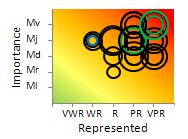 Importance
Mv
Mj
Md
Mr
Ml
VWR WR R PR VPR
Represented